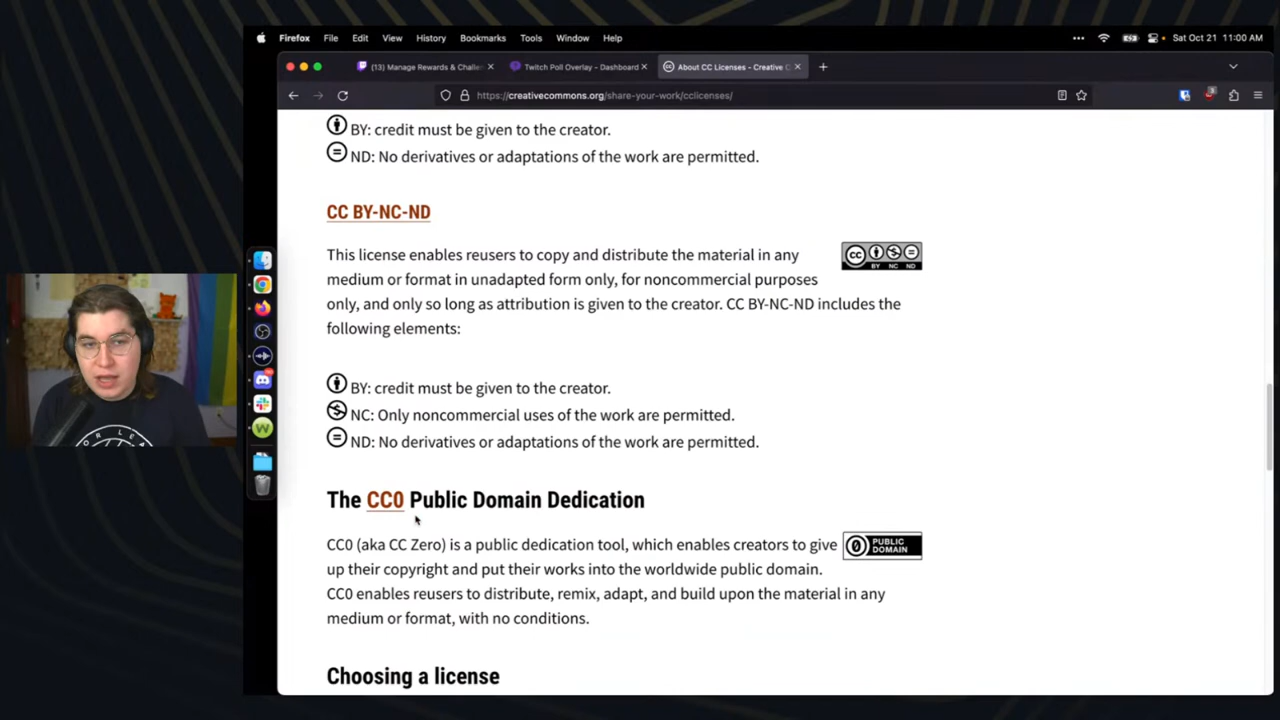 Firefox File Edit View History Bookmarks Tools Window Help ••• Sat Oct 21 11:00 AM
(13) Manage Rewards & Challe Twitch Poll Overlay - Dashboard About CC Licenses - Creative C
https://creativecommons.org/share-your-work/cclicenses/
BY: credit must be given to the creator.
ND: No derivatives or adaptations of the work are permitted.
CC BY-NC-ND
This license enables reusers to copy and distribute the material in any
medium or format in unadapted form only, for noncommercial purposes
only, and only so long as attribution is given to the creator. CC BY-NC-ND includes the
following elements:
CC BY NC ND
BY: credit must be given to the creator.
NC: Only noncommercial uses of the work are permitted.
ND: No derivatives or adaptations of the work are permitted.
The CC0 Public Domain Dedication
CC0 (aka CC Zero) is a public dedication tool, which enables creators to give
up their copyright and put their works into the worldwide public domain.
CC0 enables reusers to distribute, remix, adapt, and build upon the material in any
medium or format, with no conditions.
PUBLIC
DOMAIN
Choosing a license